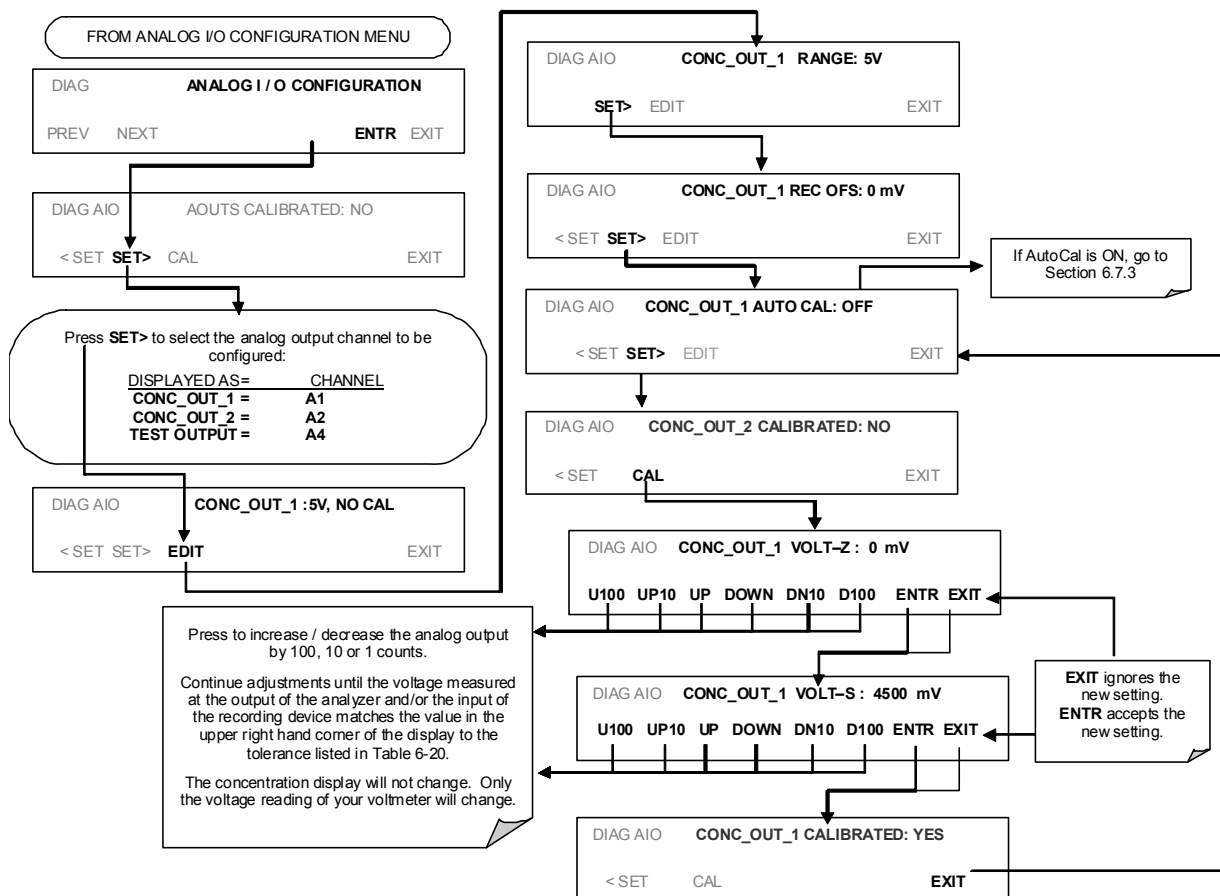 FROM ANALOG I/O CONFIGURATION MENU
DIAG ANALOG I / O CONFIGURATION
PREV NEXT ENTR EXIT
DIAG AIO AOUTS CALIBRATED: NO
< SET SET> CAL EXIT
Press SET> to select the analog output channel to be
configured:
DISPLAYED AS = CHANNEL
CONC_OUT_1 = A1
CONC_OUT_2 = A2
TEST OUTPUT = A4
DIAG AIO CONC_OUT_1 :5V, NO CAL
< SET SET> EDIT EXIT
Press to increase / decrease the analog output
by 100, 10 or 1 counts.
Continue adjustments until the voltage measured
at the output of the analyzer and/or the input of
the recording device matches the value in the
upper right hand corner of the display to the
tolerance listed in Table 6-20.
The concentration display will not change. Only
the voltage reading of your voltmeter will change.
DIAG AIO CONC_OUT_1 RANGE: 5V
SET> EDIT EXIT
DIAG AIO CONC_OUT_1 REC OFS: 0 mV
< SET SET> EDIT EXIT
If AutoCal is ON, go to
Section 6.7.3
DIAG AIO CONC_OUT_1 AUTO CAL: OFF
< SET SET> EDIT EXIT
DIAG AIO CONC_OUT_2 CALIBRATED: NO
< SET CAL EXIT
DIAG AIO CONC_OUT_1 VOLT–Z : 0 mV
U100 UP10 UP DOWN DN10 D100 ENTR EXIT
EXIT ignores the
new setting.
ENTR accepts the
new setting.
DIAG AIO CONC_OUT_1 VOLT–S : 4500 mV
U100 UP10 UP DOWN DN10 D100 ENTR EXIT
DIAG AIO CONC_OUT_1 CALIBRATED: YES
< SET CAL EXIT